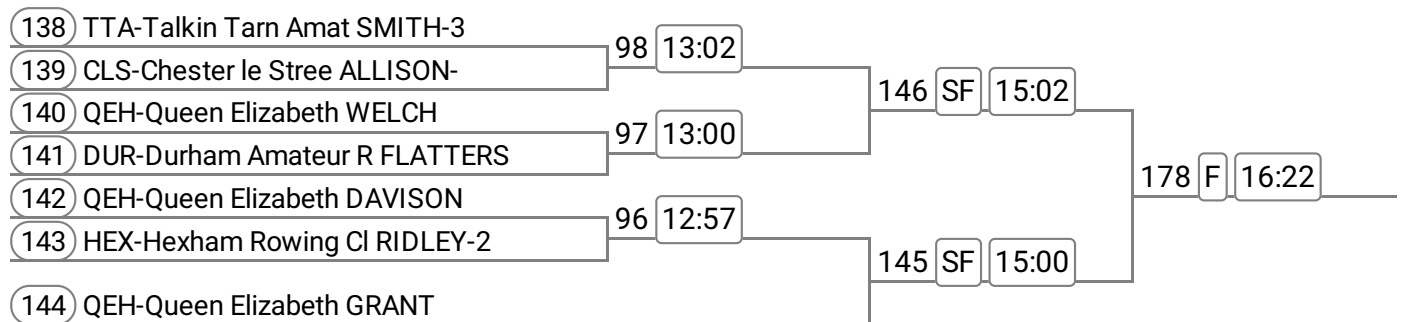 138 TTA-Talkin Tarn Amat SMITH-3
98 13:02
139 CLS-Chester le Stree ALLISON-
146 SF 15:02
140 QEH-Queen Elizabeth WELCH
97 13:00
141 DUR-Durham Amateur R FLATTERS
178 F 16:22
142 QEH-Queen Elizabeth DAVISON
96 12:57
143 HEX-Hexham Rowing Cl RIDLEY-2
145 SF 15:00
144 QEH-Queen Elizabeth GRANT